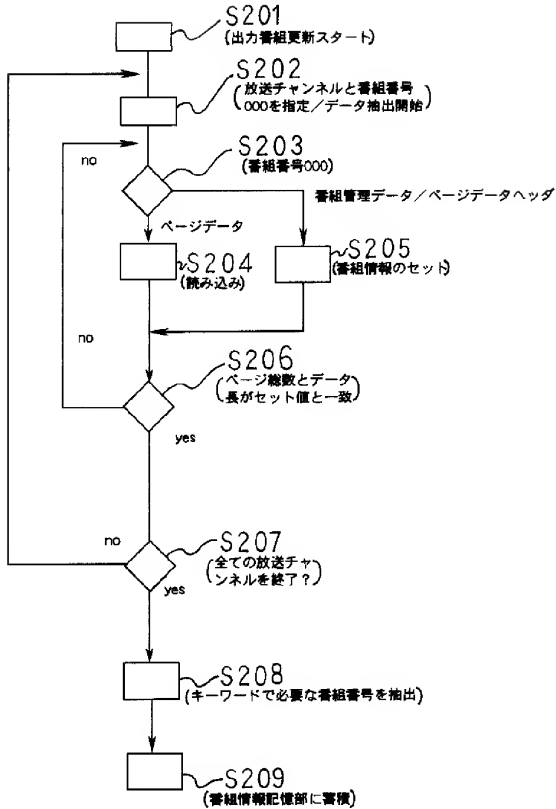 S201
(出力番組更新スタート)
S202
(放送チャンネルと番組番号
000を指定/データ抽出開始)
no
S203
(番組番号000)
番組管理データ/ページデータヘッダ
ページデータ
S204
(読み込み)
S205
(番組情報のセット)
no
S206
(ページ総数とデータ
長がセット値と一致)
yes
no
S207
(全ての放送チャ
ンネルを終了?)
yes
S208
(キーワードで必要な番組番号を抽出)
S209
(番組情報記憶部に蓄積)